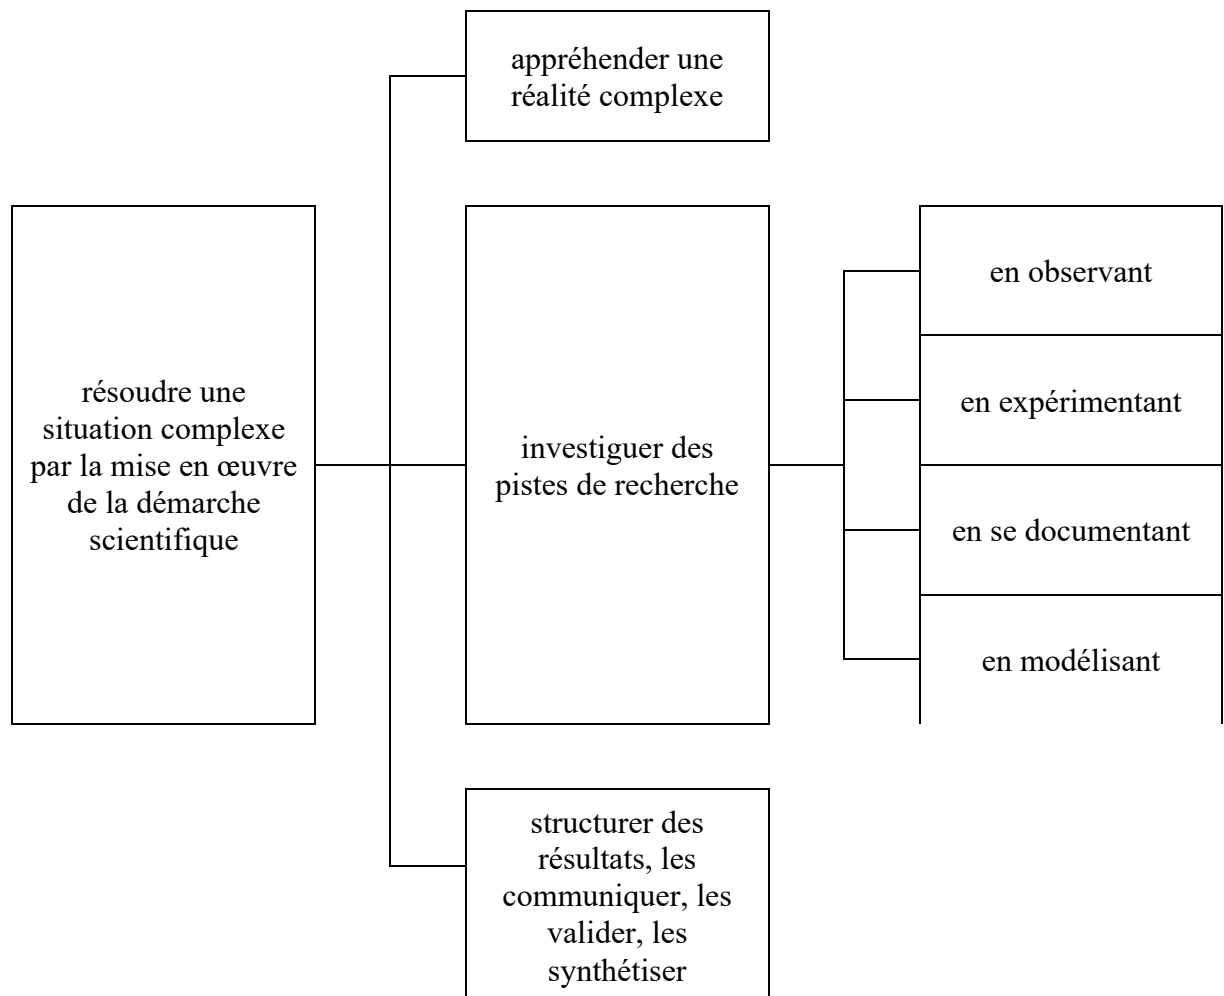 appréhender une
réalité complexe
résoudre une
situation complexe
par la mise en œuvre
de la démarche
scientifique
investiguer des
pistes de recherche
en observant
en expérimentant
en se documentant
en modélisant
structurer des
résultats, les
communiquer, les
valider, les
synthétiser